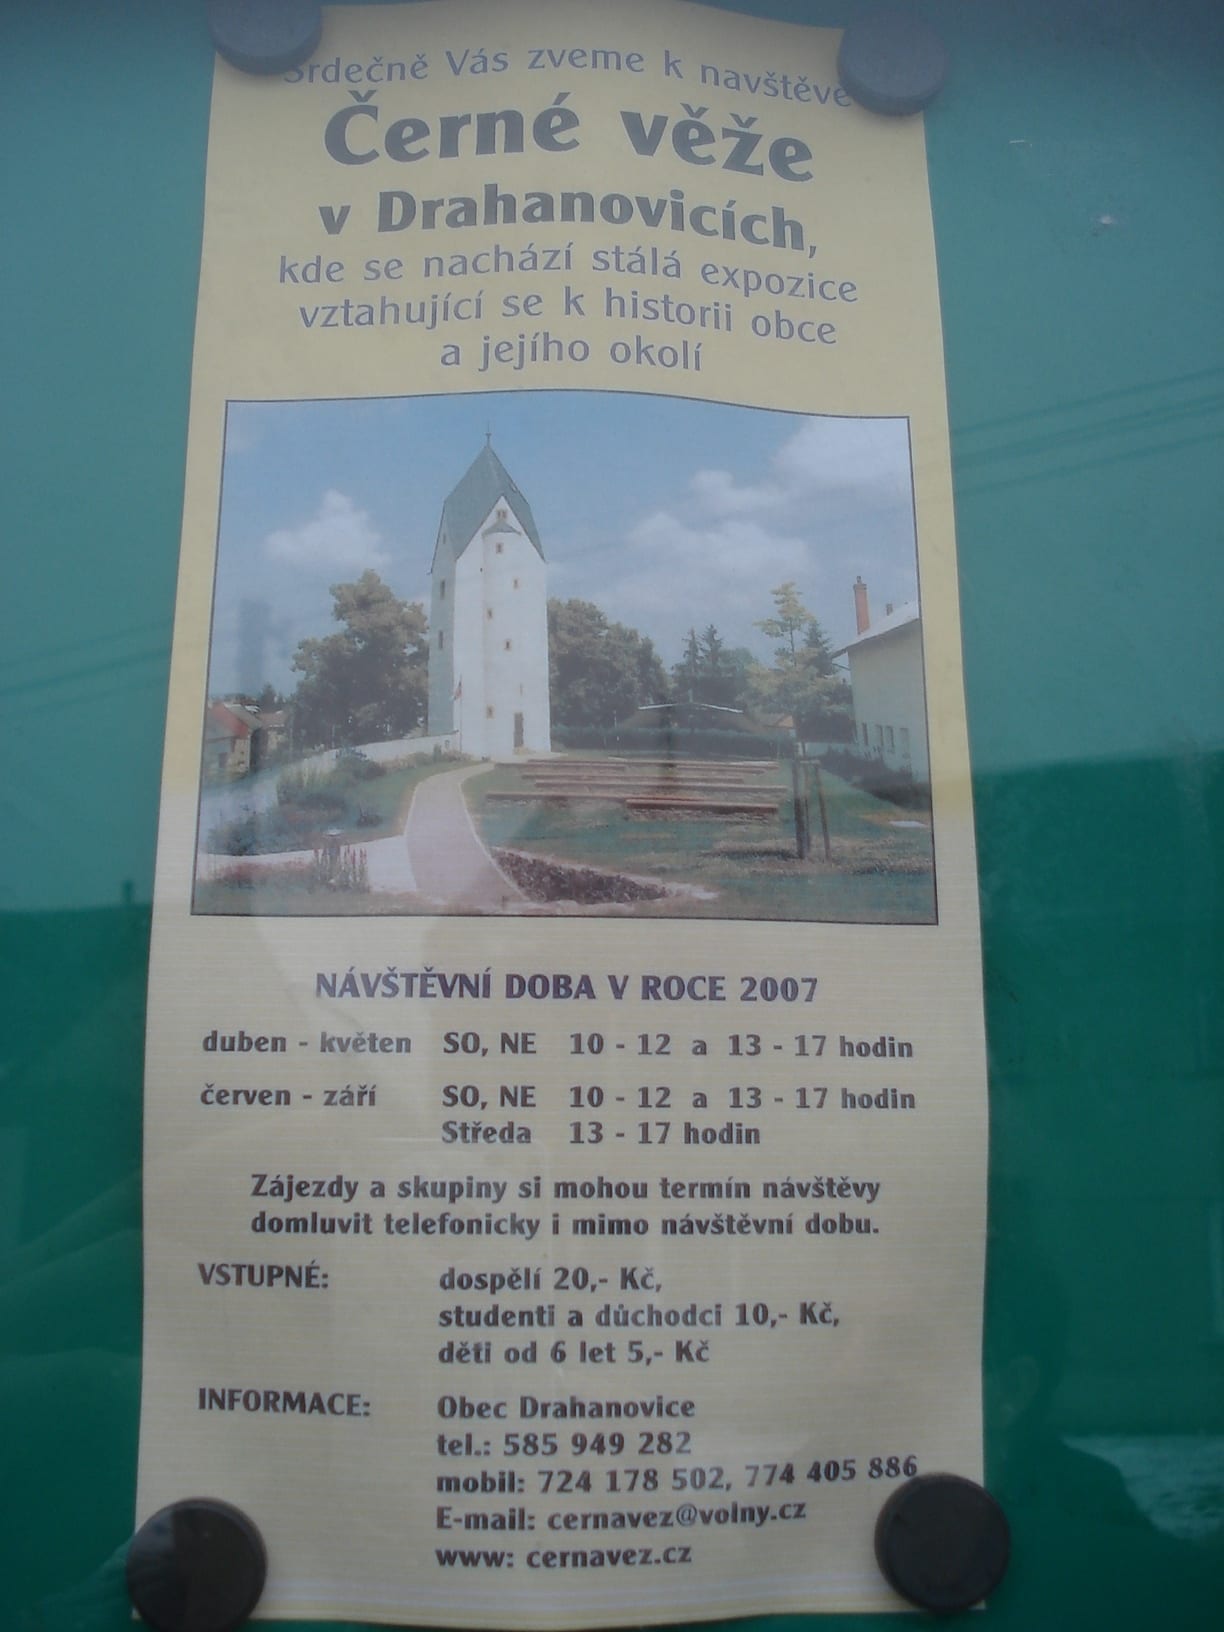 Srdečně Vás zveme k navštěvě
Černé věže
v Drahanovicích,
kde se nachází stálá expozice
vztahující se k historii obce
a jejího okolí
NÁVŠTĚVNÍ DOBA V ROCE 2007
duben - květen SO, NE 10 - 12 a 13 - 17 hodin
červen - září SO, NE 10 - 12 a 13 - 17 hodin
Středa 13 - 17 hodin
Zájezdy a skupiny si mohou termín návštěvy
domluvit telefonicky i mimo návštěvní dobu.
VSTUPNÉ: dospělí 20,- Kč,
studenti a důchodci 10,- Kč,
děti od 6 let 5,- Kč
INFORMACE: Obec Drahanovice
tel.: 585 949 282
mobil: 724 178 502, 774 405 886
E-mail: cernavez@volny.cz
www: cernavez.cz